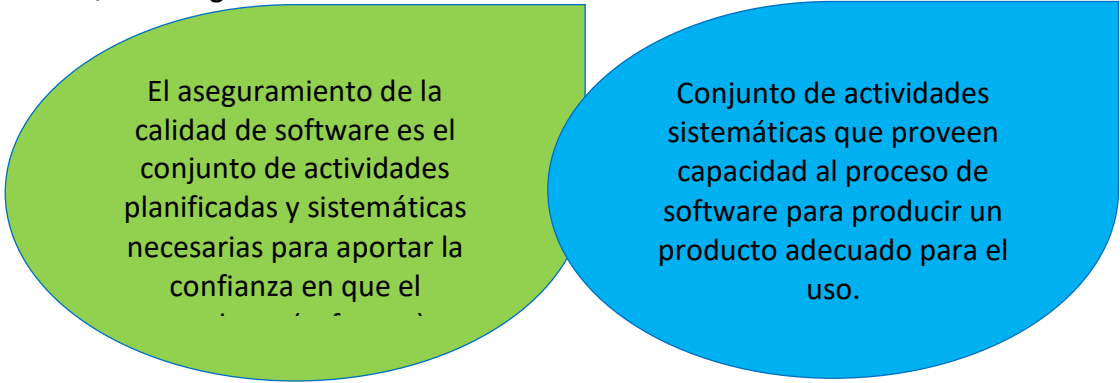 El aseguramiento de la
calidad de software es el
conjunto de actividades
planificadas y sistemáticas
necesarias para aportar la
confianza en que el
Conjunto de actividades
sistemáticas que proveen
capacidad al proceso de
software para producir un
producto adecuado para el
uso.